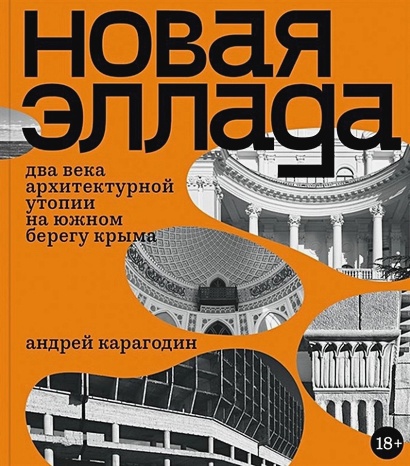 новая
эллада
два века
архитектурной
утопии
на южном
берегу крыма
андрей карагодин
18+